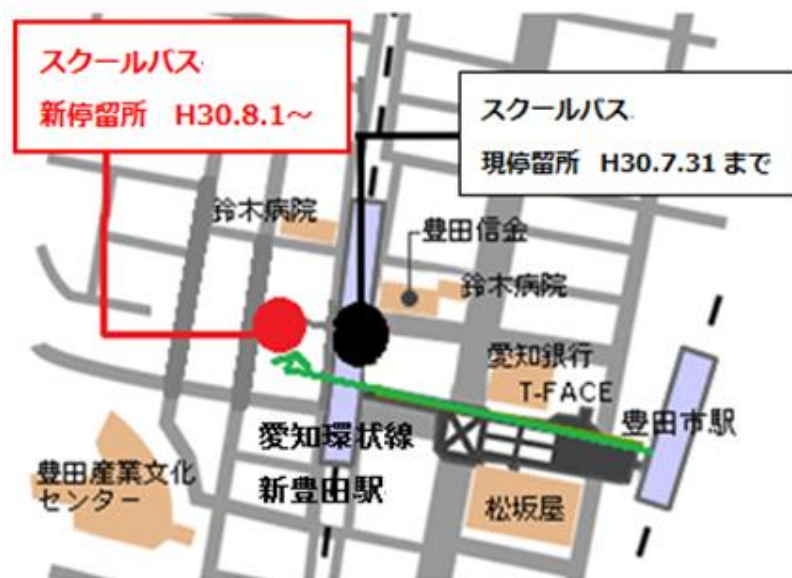 スクールバス
新停留所 H30.8.1～
スクールバス
現停留所 H30.7.31 まで
鈴木病院
豊田信金
鈴木病院
愛知銀行
T-FACE
豊田市駅
愛知環状線
新豊田駅
豊田産業文化
センター
松坂屋